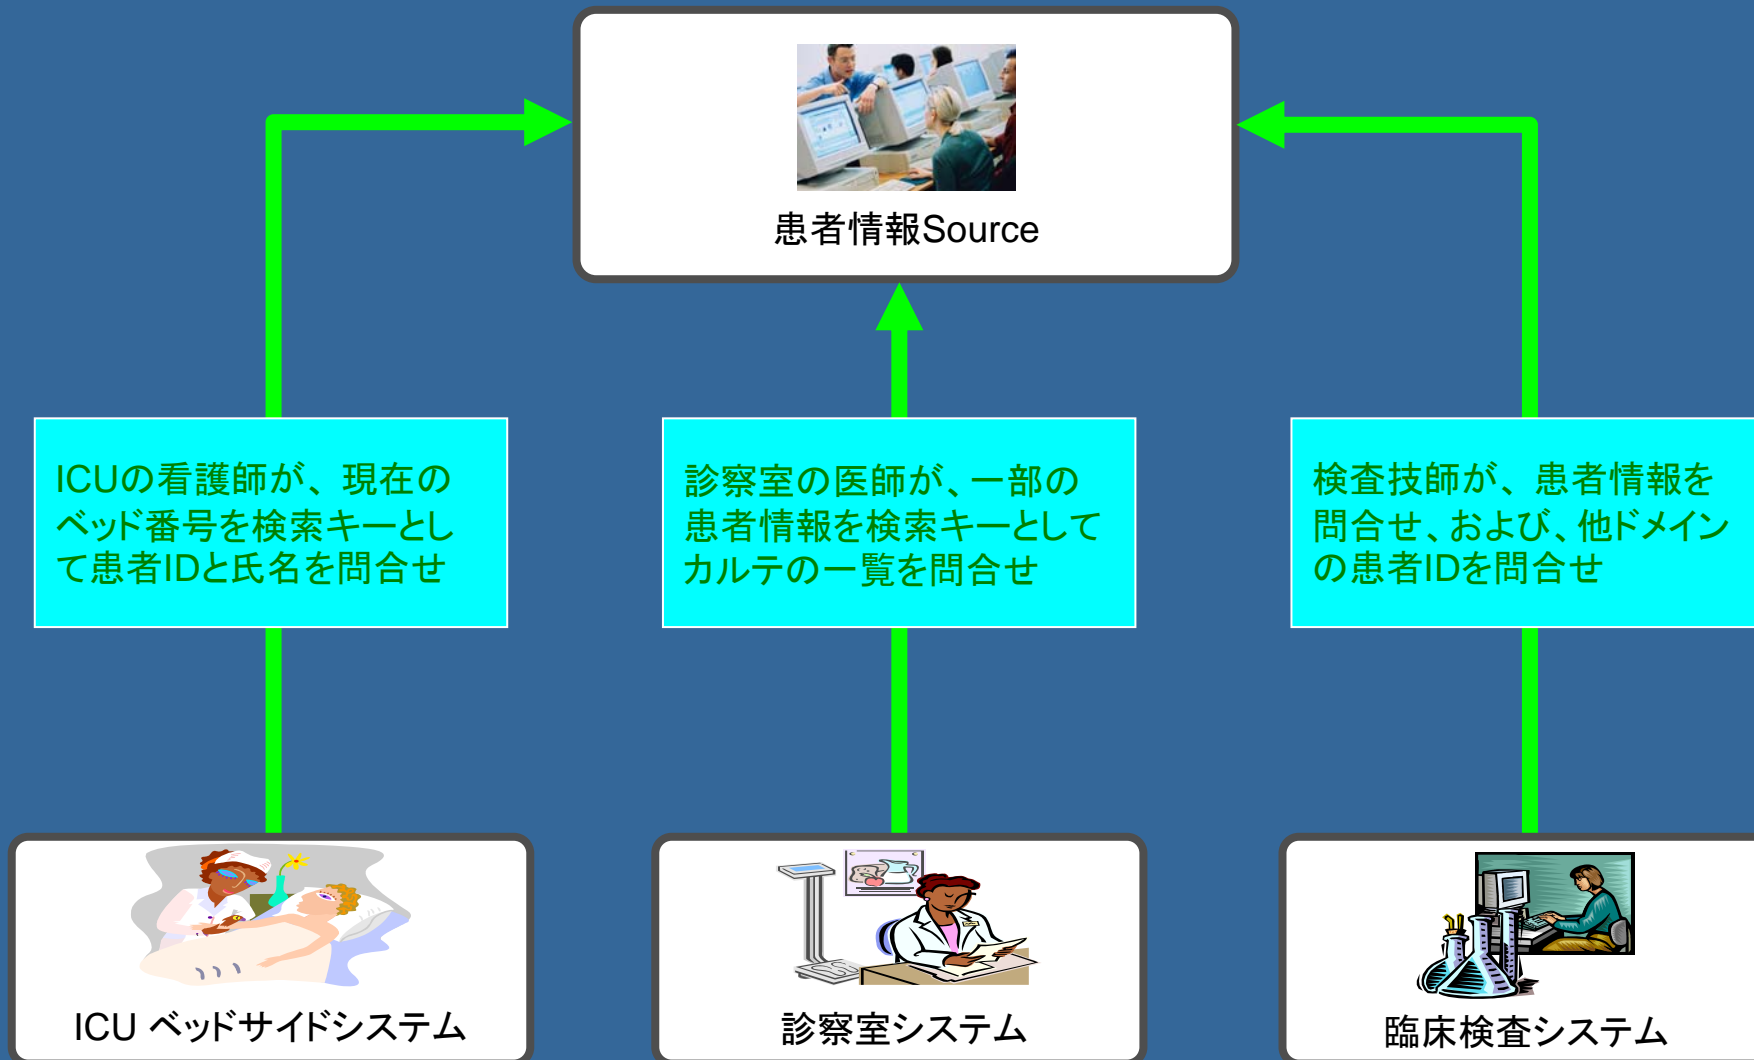 患者情報Source
ICUの看護師が、現在の
ベッド番号を検索キーとし
て患者IDと氏名を問合せ
診察室の医師が、一部の
患者情報を検索キーとして
カルテの一覧を問合せ
検査技師が、患者情報を
問合せ、および、他ドメイン
の患者IDを問合せ
ICU ベッドサイドシステム
診察室システム
臨床検査システム